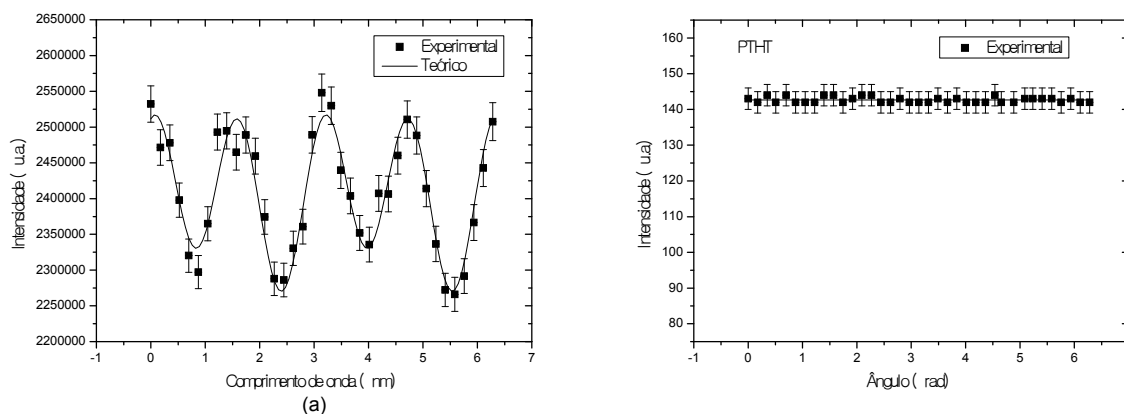 2650000
2600000
2550000
2500000
2450000
2400000
2350000
2300000
2250000
2200000
Intensidade ( u.a.)
Experimental
Teórico
-1 0 1 2 3 4 5 6 7
Comprimento de onda ( nm)
(a)
160
150
140
130
120
110
100
90
80
Intensidade ( u.a)
PTHT
Experimental
-1 0 1 2 3 4 5 6
Ângulo ( rad)